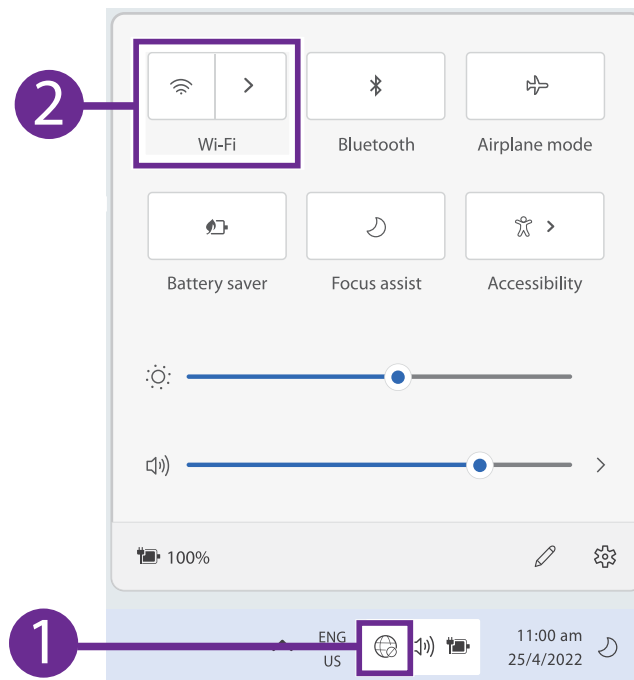 2
Wi-Fi Bluetooth Airplane mode
Battery saver Focus assist Accessibility
100%
1
ENG 11:00 am
US 25/4/2022